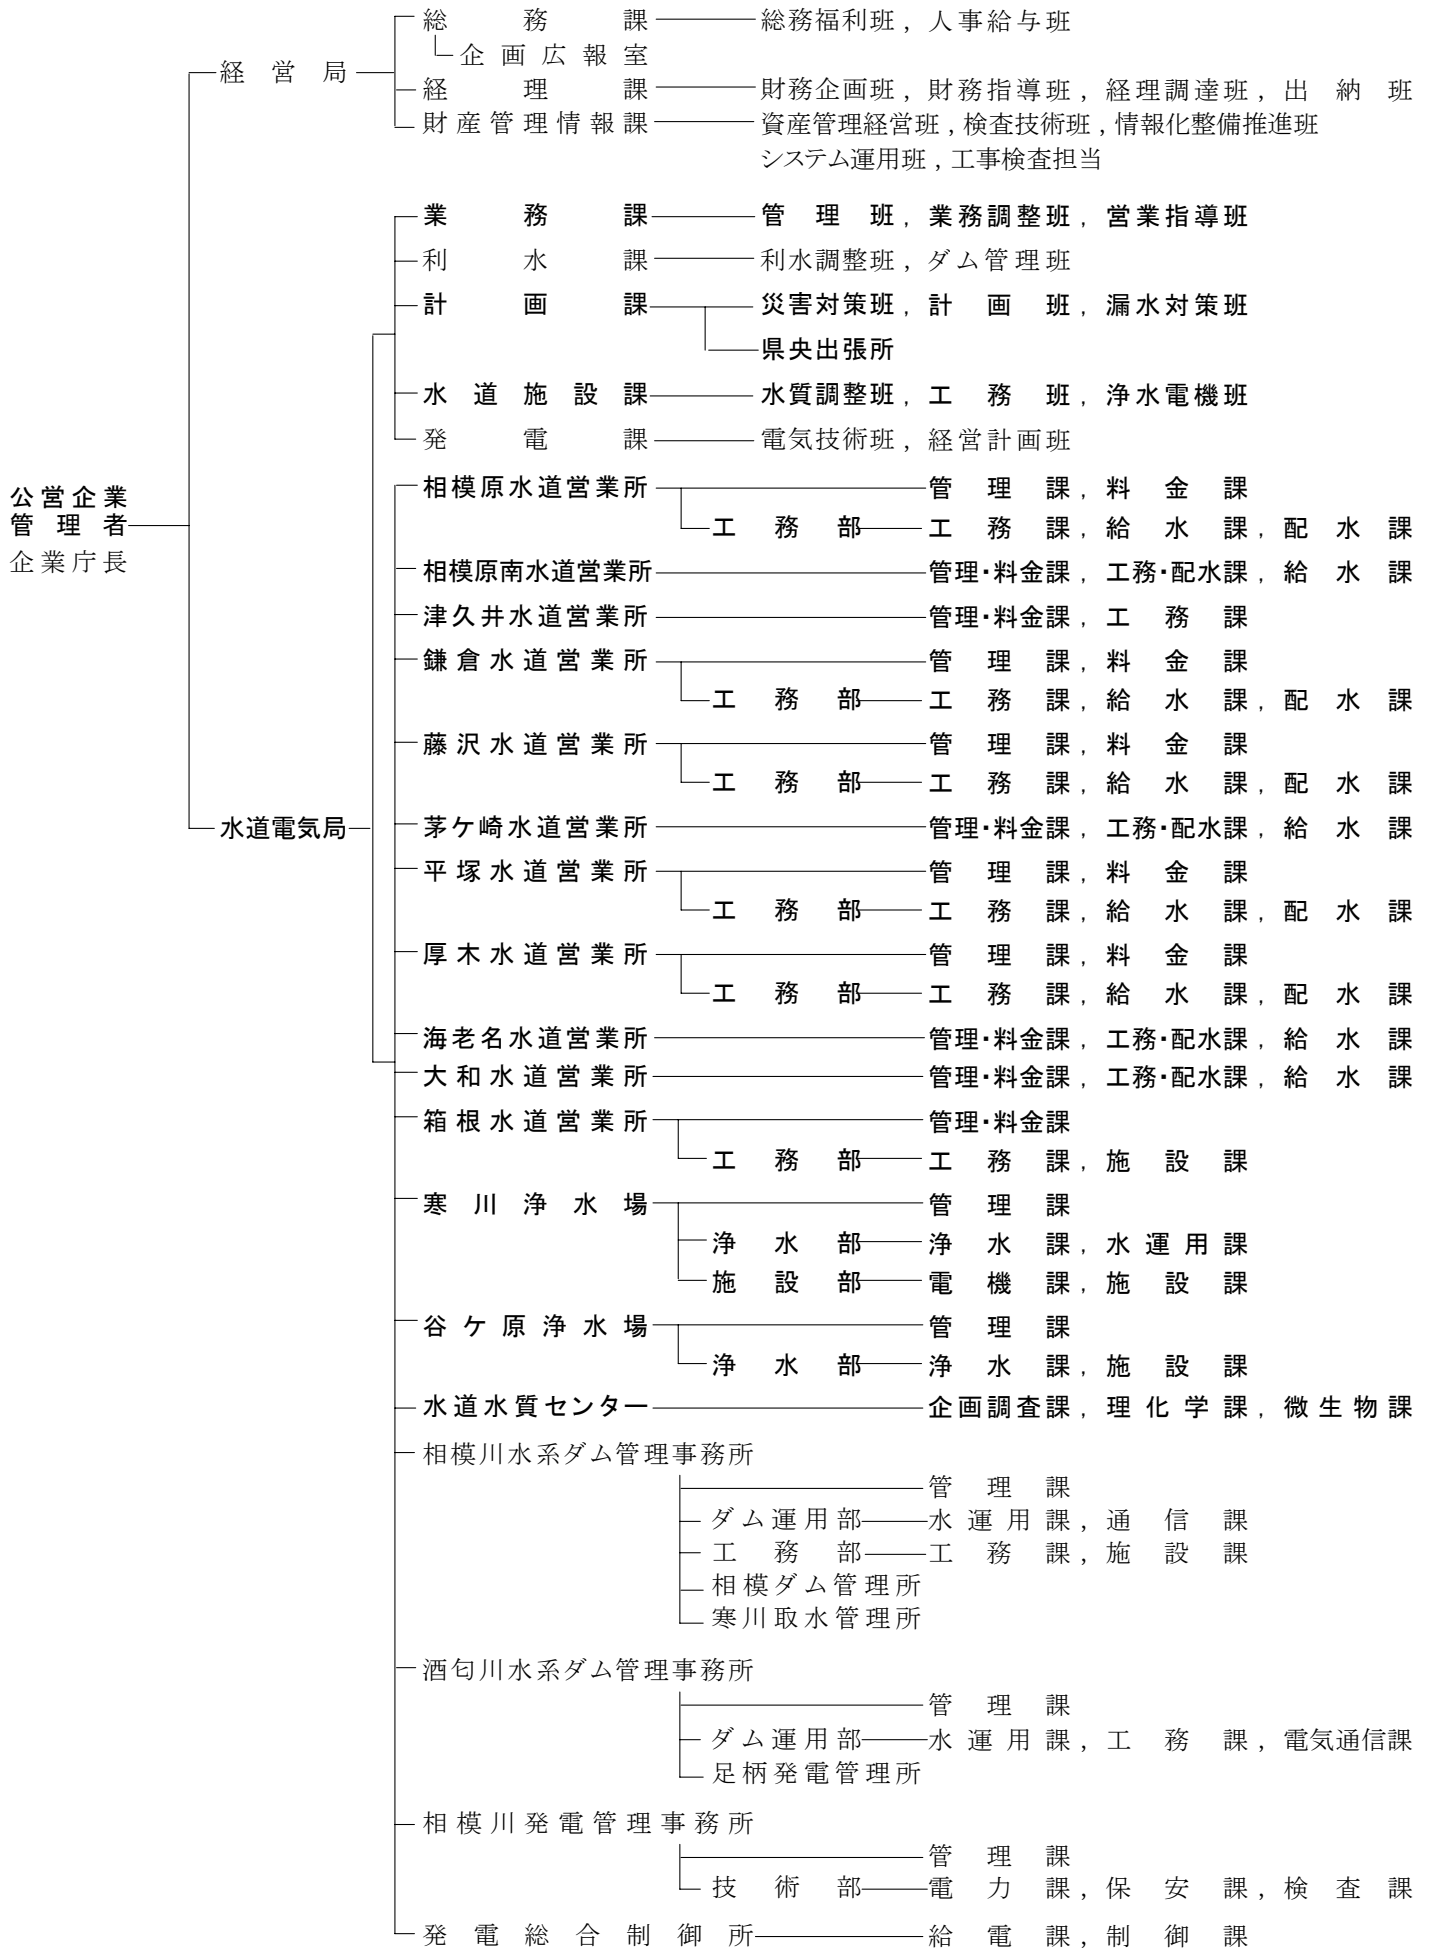 総務課 総務福利班，人事給与班
企画広報室
経営局
経理課 財務企画班，財務指導班，経理調達班，出納班
財産管理情報課 資産管理経営班，検査技術班，情報化整備推進班
システム運用班，工事検査担当
業務課 管理班，業務調整班，営業指導班
利水課 利水調整班，ダム管理班
計画課 災害対策班，計画班，漏水対策班
県央出張所
水道施設課 水質調整班，工務班，浄水電機班
発電課 電気技術班，経営計画班
公営企業
管理者
企業庁長
相模原水道営業所 管理課，料金課
工務部 工務課，給水課，配水課
相模原南水道営業所 管理・料金課，工務・配水課，給水課
津久井水道営業所 管理・料金課，工務課
鎌倉水道営業所 管理課，料金課
工務部 工務課，給水課，配水課
藤沢水道営業所 管理課，料金課
工務部 工務課，給水課，配水課
水道電気局
茅ケ崎水道営業所 管理・料金課，工務・配水課，給水課
平塚水道営業所 管理課，料金課
工務部 工務課，給水課，配水課
厚木水道営業所 管理課，料金課
工務部 工務課，給水課，配水課
海老名水道営業所 管理・料金課，工務・配水課，給水課
大和水道営業所 管理・料金課，工務・配水課，給水課
箱根水道営業所 管理・料金課
工務部 工務課，施設課
寒川浄水場 管理課
浄水部 浄水課，水運用課
施設部 電機課，施設課
谷ケ原浄水場 管理課
浄水部 浄水課，施設課
水道水質センター 企画調査課，理化学課，微生物課
相模川水系ダム管理事務所
管理課
ダム運用部 水運用課，通信課
工務部 工務課，施設課
相模ダム管理所
寒川取水管理所
酒匂川水系ダム管理事務所
管理課
ダム運用部 水運用課，工務課，電気通信課
足柄発電管理所
相模川発電管理事務所
管理課
技術部 電力課，保安課，検査課
発電総合制御所 給電課，制御課